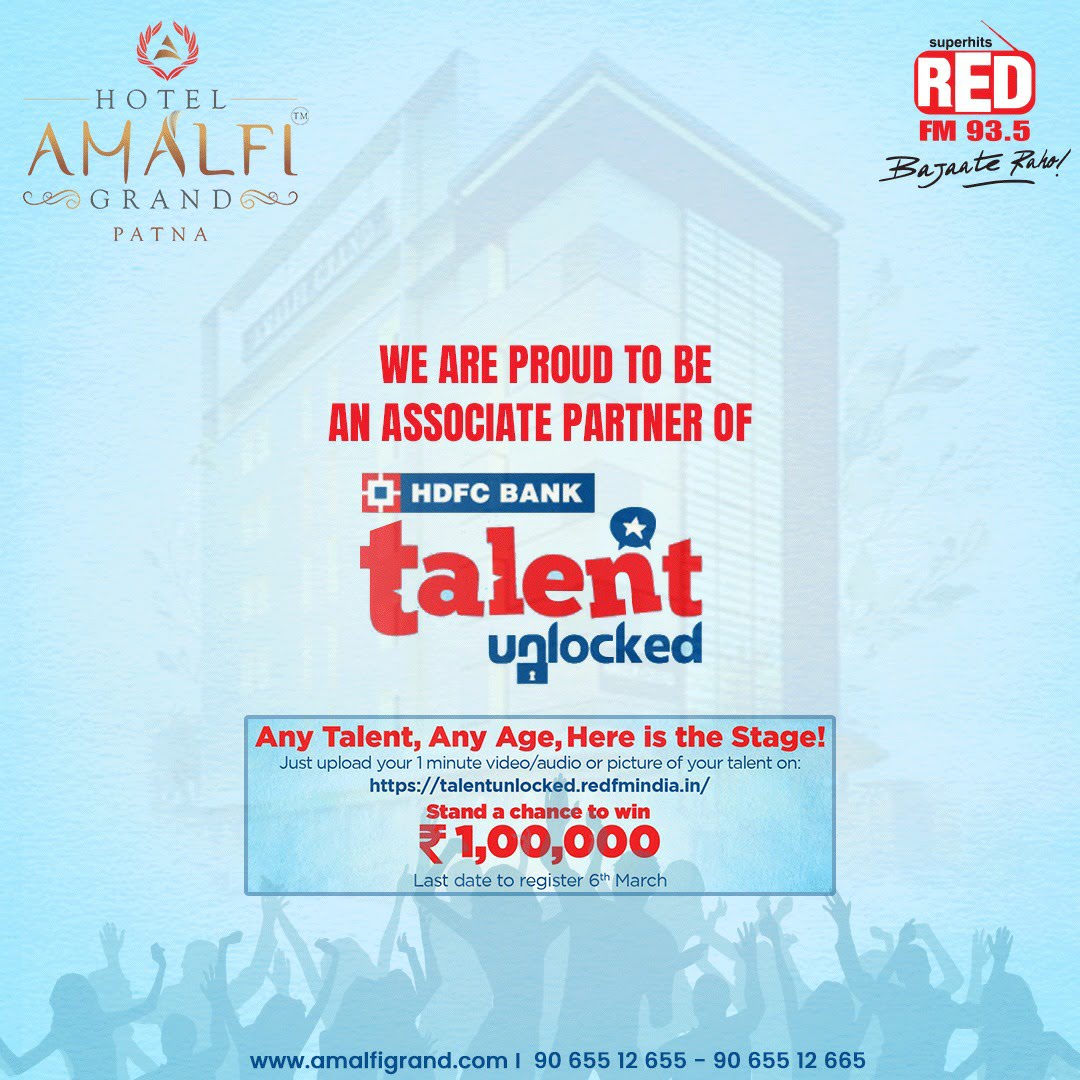 HOTEL
AMALFI™
GRAND
PATNA
superhits
RED
FM 93.5
Bajaate Raho!
AMALFI GRAND
WE ARE PROUD TO BE
AN ASSOCIATE PARTNER OF
HDFC BANK
talent
unlocked
Any Talent, Any Age, Here is the Stage!
Just upload your 1 minute video/audio or picture of your talent on:
https://talentunlocked.redfmindia.in/
Stand a chance to win
₹ 1,00,000
Last date to register 6th March
www.amalfigrand.com I 90 655 12 655 - 90 655 12 665